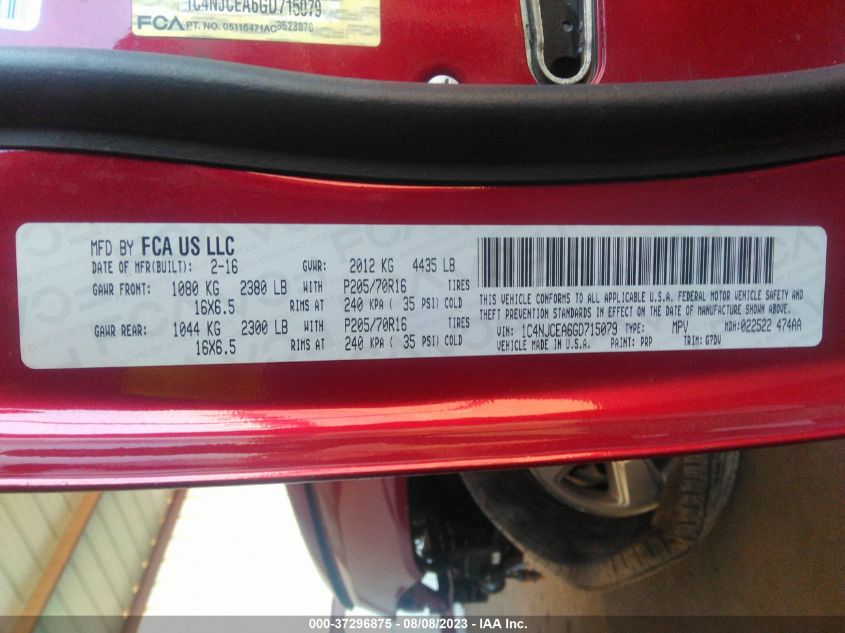 1C4NJCEA6GD715079
FCA PT. NO. 05116471AC 3528876
MFD BY FCA US LLC
DATE OF MFR(BUILT): 2-16 GVWR: 2012 KG 4435 LB
GAWR FRONT: 1080 KG 2380 LB WITH P205/70R16 TIRES
16X6.5 RIMS AT 240 KPA ( 35 PSI) COLD
GAWR REAR: 1044 KG 2300 LB WITH P205/70R16 TIRES
16X6.5 RIMS AT 240 KPA ( 35 PSI) COLD
THIS VEHICLE CONFORMS TO ALL APPLICABLE U.S.A. FEDERAL MOTOR VEHICLE SAFETY AND
THEFT PREVENTION STANDARDS IN EFFECT ON THE DATE OF MANUFACTURE SHOWN ABOVE.
VIN: 1C4NJCEA6GD715079 TYPE: MPV MDH:022522 474AA
VEHICLE MADE IN U.S.A. PAINT: PRP TRIM: G7DV
000-37296875 - 08/08/2023 - IAA Inc.